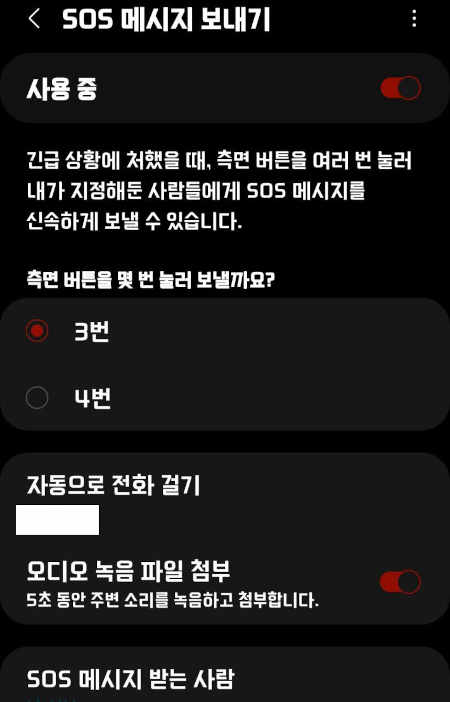 SOS 메시지 보내기
사용 중
긴급 상황에 처했을 때, 측면 버튼을 여러 번 눌러
내가 지정해둔 사람들에게 SOS 메시지를
신속하게 보낼 수 있습니다.
측면 버튼을 몇 번 눌러 보낼까요?
3번
4번
자동으로 전화 걸기
오디오 녹음 파일 첨부
5초 동안 주변 소리를 녹음하고 첨부합니다.
SOS 메시지 받는 사람